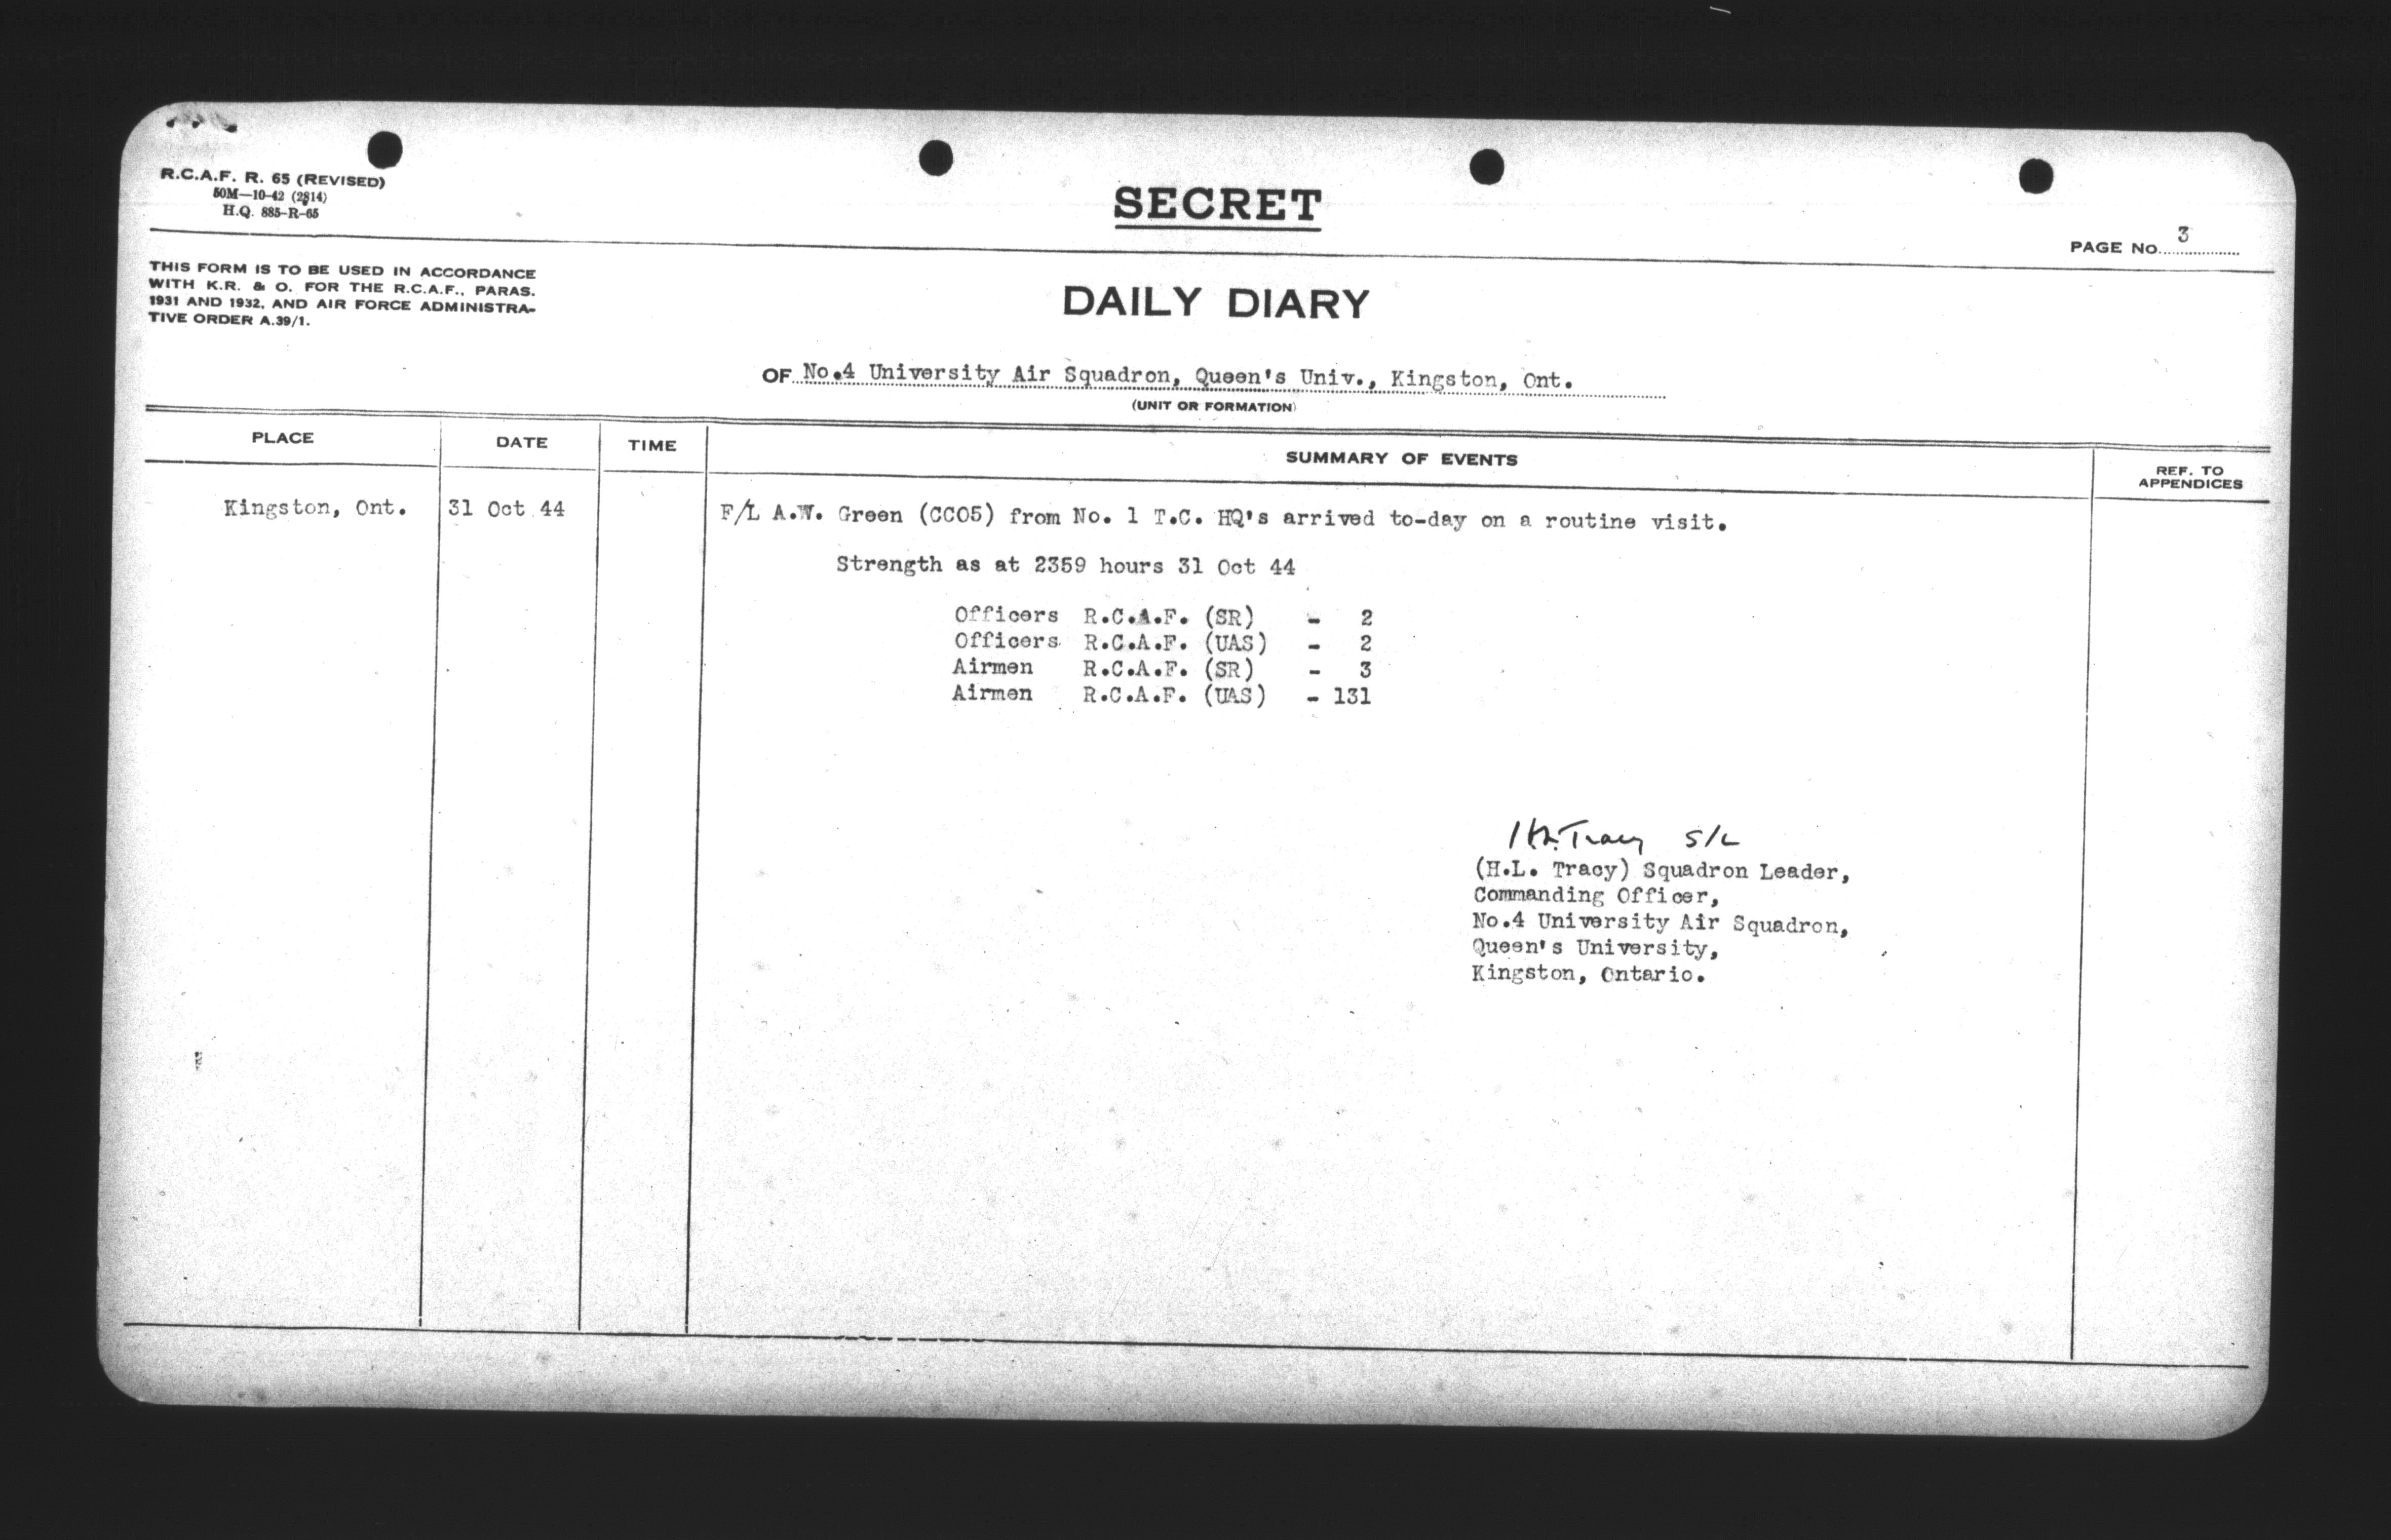 R.C.A.F. R. 65 (REVISED)
50M—10-42 (2814)
H.Q. 885-R-65
SECRET
PAGE No. 3
THIS FORM IS TO BE USED IN ACCORDANCE
WITH K.R. & O. FOR THE R.C.A.F., PARAS.
1931 AND 1932, AND AIR FORCE ADMINISTRA-
TIVE ORDER A.39/1.
DAILY DIARY
OF No.4 University Air Squadron, Queen's Univ., Kingston, Ont.
(UNIT OR FORMATION)
PLACE DATE TIME SUMMARY OF EVENTS REF. TO
APPENDICES
Kingston, Ont. 31 Oct 44 F/L A.W. Green (CCO5) from No. 1 T.C. HQ's arrived to-day on a routine visit.
Strength as at 2359 hours 31 Oct 44
Officers R.C.A.F. (SR) - 2
Officers R.C.A.F. (UAS) - 2
Airmen R.C.A.F. (SR) - 3
Airmen R.C.A.F. (UAS) - 131
H.L. Tracy S/L
(H.L. Tracy) Squadron Leader,
Commanding Officer,
No.4 University Air Squadron,
Queen's University,
Kingston, Ontario.